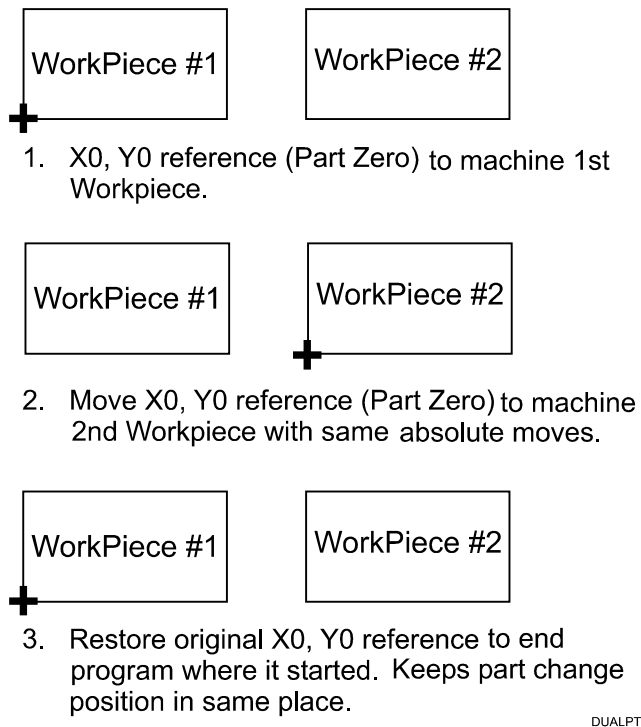 WorkPiece #1
WorkPiece #2
1. X0, Y0 reference (Part Zero) to machine 1st
Workpiece.
WorkPiece #1
WorkPiece #2
2. Move X0, Y0 reference (Part Zero) to machine
2nd Workpiece with same absolute moves.
WorkPiece #1
WorkPiece #2
3. Restore original X0, Y0 reference to end
program where it started. Keeps part change
position in same place.
DUALPT